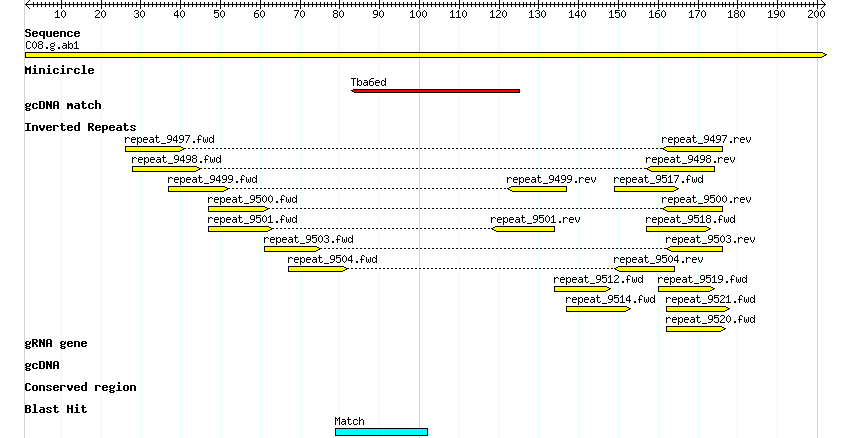 10 20 30 40 50 60 70 80 90 100 110 120 130 140 150 160 170 180 190 200
Sequence
C08.g.ab1
Minicircle
Tba6ed
gcDNA match
Inverted Repeats
repeat_9497.fwd repeat_9497.rev
repeat_9498.fwd repeat_9498.rev
repeat_9499.fwd repeat_9499.rev repeat_9517.fwd
repeat_9500.fwd repeat_9500.rev
repeat_9501.fwd repeat_9501.rev repeat_9518.fwd
repeat_9503.fwd repeat_9503.rev
repeat_9504.fwd repeat_9504.rev
repeat_9512.fwd repeat_9519.fwd
repeat_9514.fwd repeat_9521.fwd
repeat_9520.fwd
gRNA gene
gcDNA
Conserved region
Blast Hit
Match